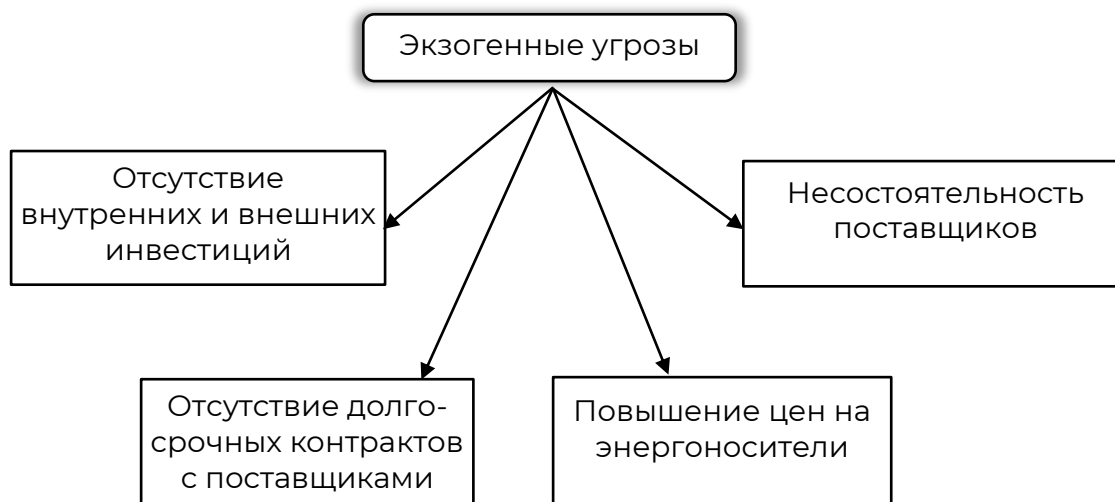 Экзогенные угрозы
Отсутствие
внутренних и внешних
инвестиций
Несостоятельность
поставщиков
Отсутствие долго-
срочных контрактов
с поставщиками
Повышение цен на
энергоносители